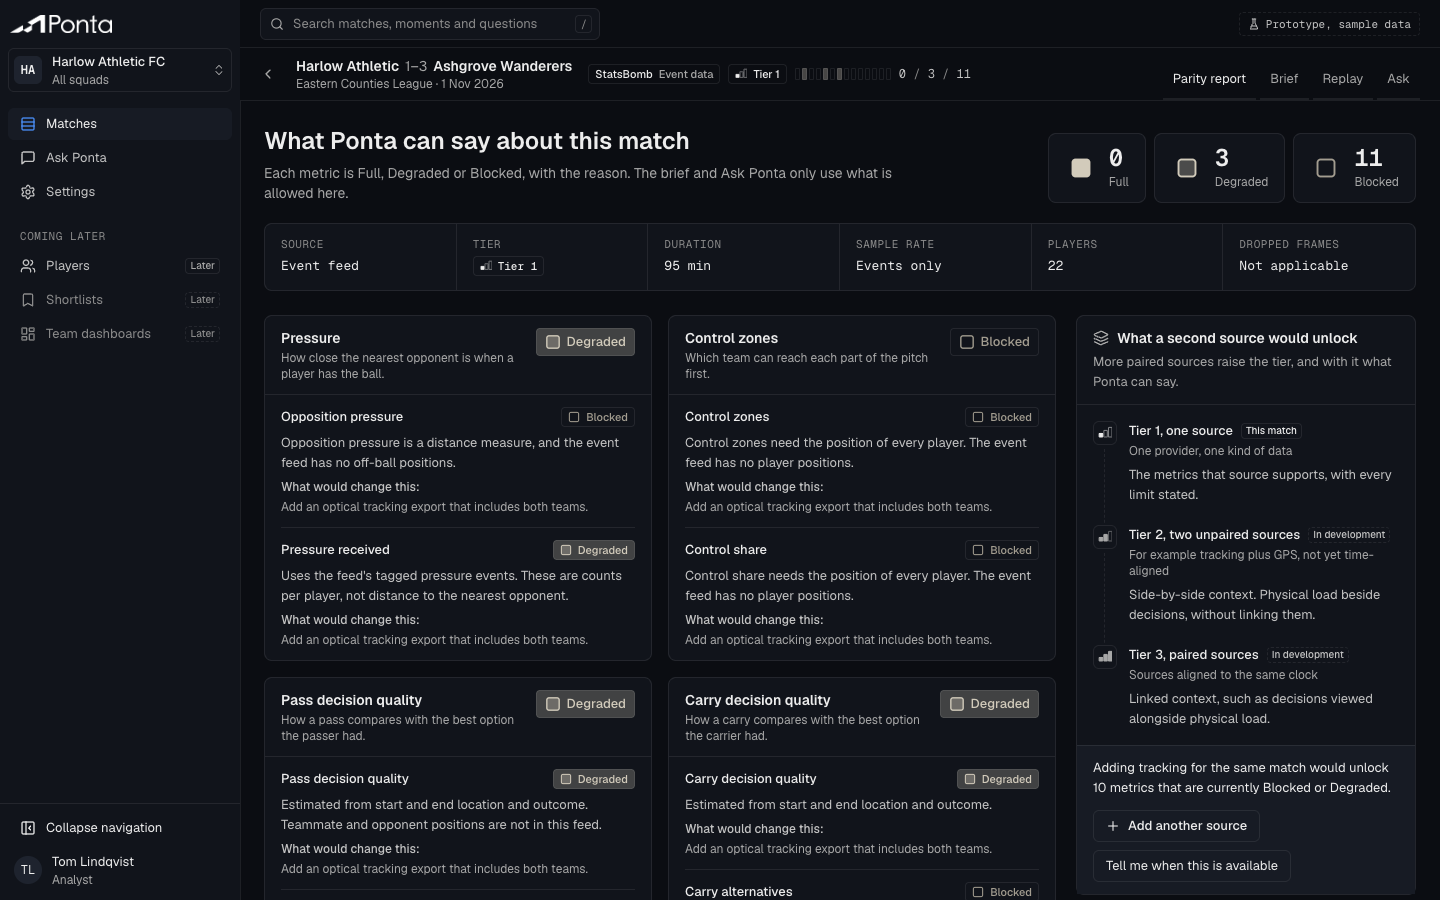 Ponta
Search matches, moments and questions
/
Prototype, sample data
HA
Harlow Athletic FC
All squads
Harlow Athletic 1–3 Ashgrove Wanderers
Eastern Counties League · 1 Nov 2026
StatsBomb Event data
Tier 1
0 / 3 / 11
Parity report
Brief
Replay
Ask
Matches
Ask Ponta
Settings
COMING LATER
Players
Later
Shortlists
Later
Team dashboards
Later
Collapse navigation
TL
Tom Lindqvist
Analyst
What Ponta can say about this match
Each metric is Full, Degraded or Blocked, with the reason. The brief and Ask Ponta only use what is
allowed here.
0
Full
3
Degraded
11
Blocked
SOURCE
Event feed
TIER
Tier 1
DURATION
95 min
SAMPLE RATE
Events only
PLAYERS
22
DROPPED FRAMES
Not applicable
Pressure
Degraded
How close the nearest opponent is when a
player has the ball.
Opposition pressure
Blocked
Opposition pressure is a distance measure, and the event
feed has no off-ball positions.
What would change this:
Add an optical tracking export that includes both teams.
Pressure received
Degraded
Uses the feed's tagged pressure events. These are counts
per player, not distance to the nearest opponent.
What would change this:
Add an optical tracking export that includes both teams.
Control zones
Blocked
Which team can reach each part of the pitch
first.
Control zones
Blocked
Control zones need the position of every player. The event
feed has no player positions.
What would change this:
Add an optical tracking export that includes both teams.
Control share
Blocked
Control share needs the position of every player. The event
feed has no player positions.
What would change this:
Add an optical tracking export that includes both teams.
Pass decision quality
Degraded
How a pass compares with the best option
the passer had.
Pass decision quality
Degraded
Estimated from start and end location and outcome.
Teammate and opponent positions are not in this feed.
What would change this:
Add an optical tracking export that includes both teams.
Carry decision quality
Degraded
How a carry compares with the best option
the carrier had.
Carry decision quality
Degraded
Estimated from start and end location and outcome.
What would change this:
Add an optical tracking export that includes both teams.
Carry alternatives
Blocked
What a second source would unlock
More paired sources raise the tier, and with it what
Ponta can say.
Tier 1, one source
This match
One provider, one kind of data
The metrics that source supports, with every
limit stated.
Tier 2, two unpaired sources
In development
For example tracking plus GPS, not yet time-
aligned
Side-by-side context. Physical load beside
decisions, without linking them.
Tier 3, paired sources
In development
Sources aligned to the same clock
Linked context, such as decisions viewed
alongside physical load.
Adding tracking for the same match would unlock
10 metrics that are currently Blocked or Degraded.
Add another source
Tell me when this is available